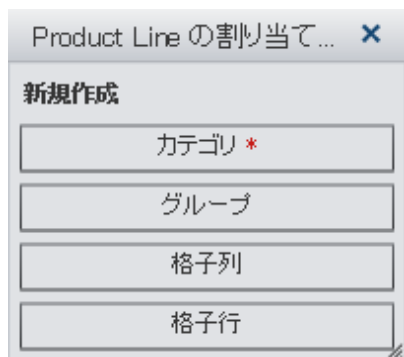 Product Line の割り当て...
新規作成
カテゴリ *
グループ
格子列
格子行